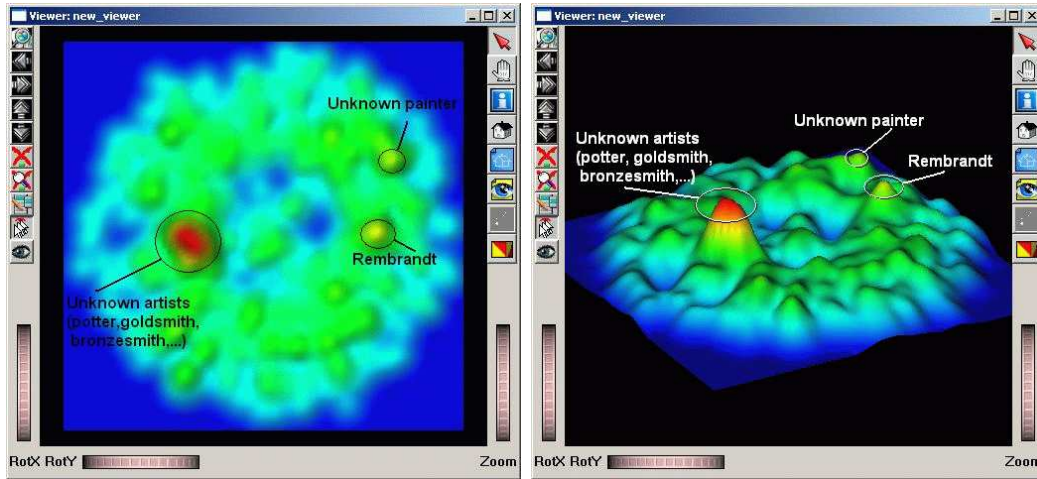 Viewer: new_viewer
Unknown painter
Rembrandt
Unknown artists
(potter,goldsmith,
bronzesmith,...)
RotX RotY
Zoom
Viewer: new_viewer
Unknown painter
Unknown artists
(potter, goldsmith,
bronzesmith,...)
Rembrandt
RotX RotY
Zoom